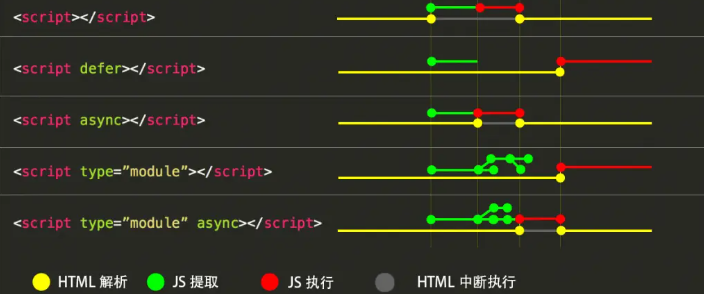 <script></script>
<script defer></script>
<script async></script>
<script type=”module”></script>
<script type=”module” async></script>
HTML 解析 JS 提取 JS 执行 HTML 中断执行